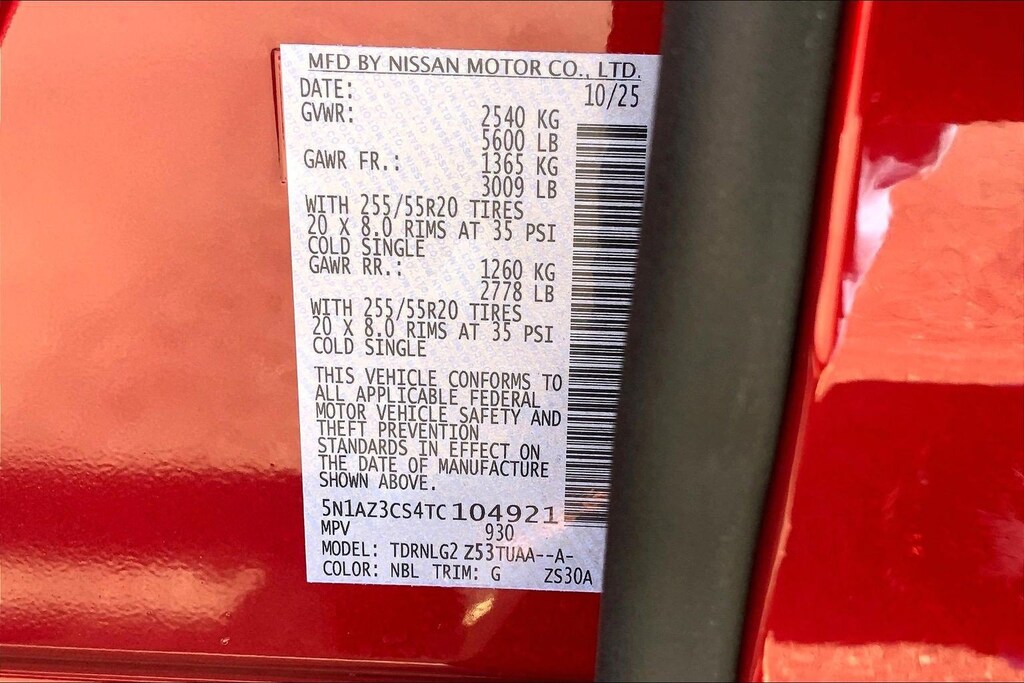 MFD BY NISSAN MOTOR CO., LTD.
DATE: 10/25
GVWR: 2540 KG
5600 LB
GAWR FR.: 1365 KG
3009 LB
WITH 255/55R20 TIRES
20 X 8.0 RIMS AT 35 PSI
COLD SINGLE
GAWR RR.: 1260 KG
2778 LB
WITH 255/55R20 TIRES
20 X 8.0 RIMS AT 35 PSI
COLD SINGLE
THIS VEHICLE CONFORMS TO
ALL APPLICABLE FEDERAL
MOTOR VEHICLE SAFETY AND
THEFT PREVENTION
STANDARDS IN EFFECT ON
THE DATE OF MANUFACTURE
SHOWN ABOVE.
5N1AZ3CS4TC104921
MPV 930
MODEL: TDRNLG2 Z53TUAA--A-
COLOR: NBL TRIM: G ZS30A